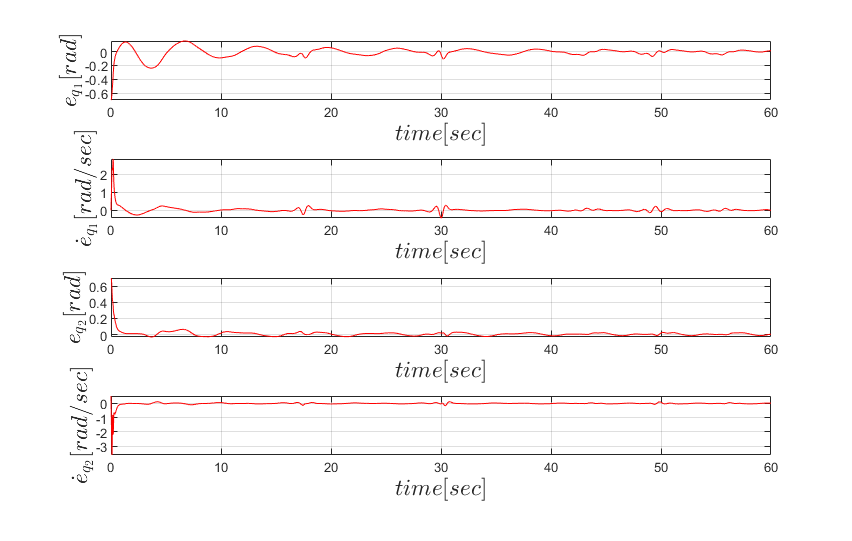 e_{q_1}[rad]
0
-0.2
-0.4
-0.6
0 10 20 30 40 50 60
time[sec]
ė_{q_1}[rad/sec]
2
1
0
0 10 20 30 40 50 60
time[sec]
e_{q_2}[rad]
0.6
0.4
0.2
0
0 10 20 30 40 50 60
time[sec]
ė_{q_2}[rad/sec]
0
-1
-2
-3
0 10 20 30 40 50 60
time[sec]